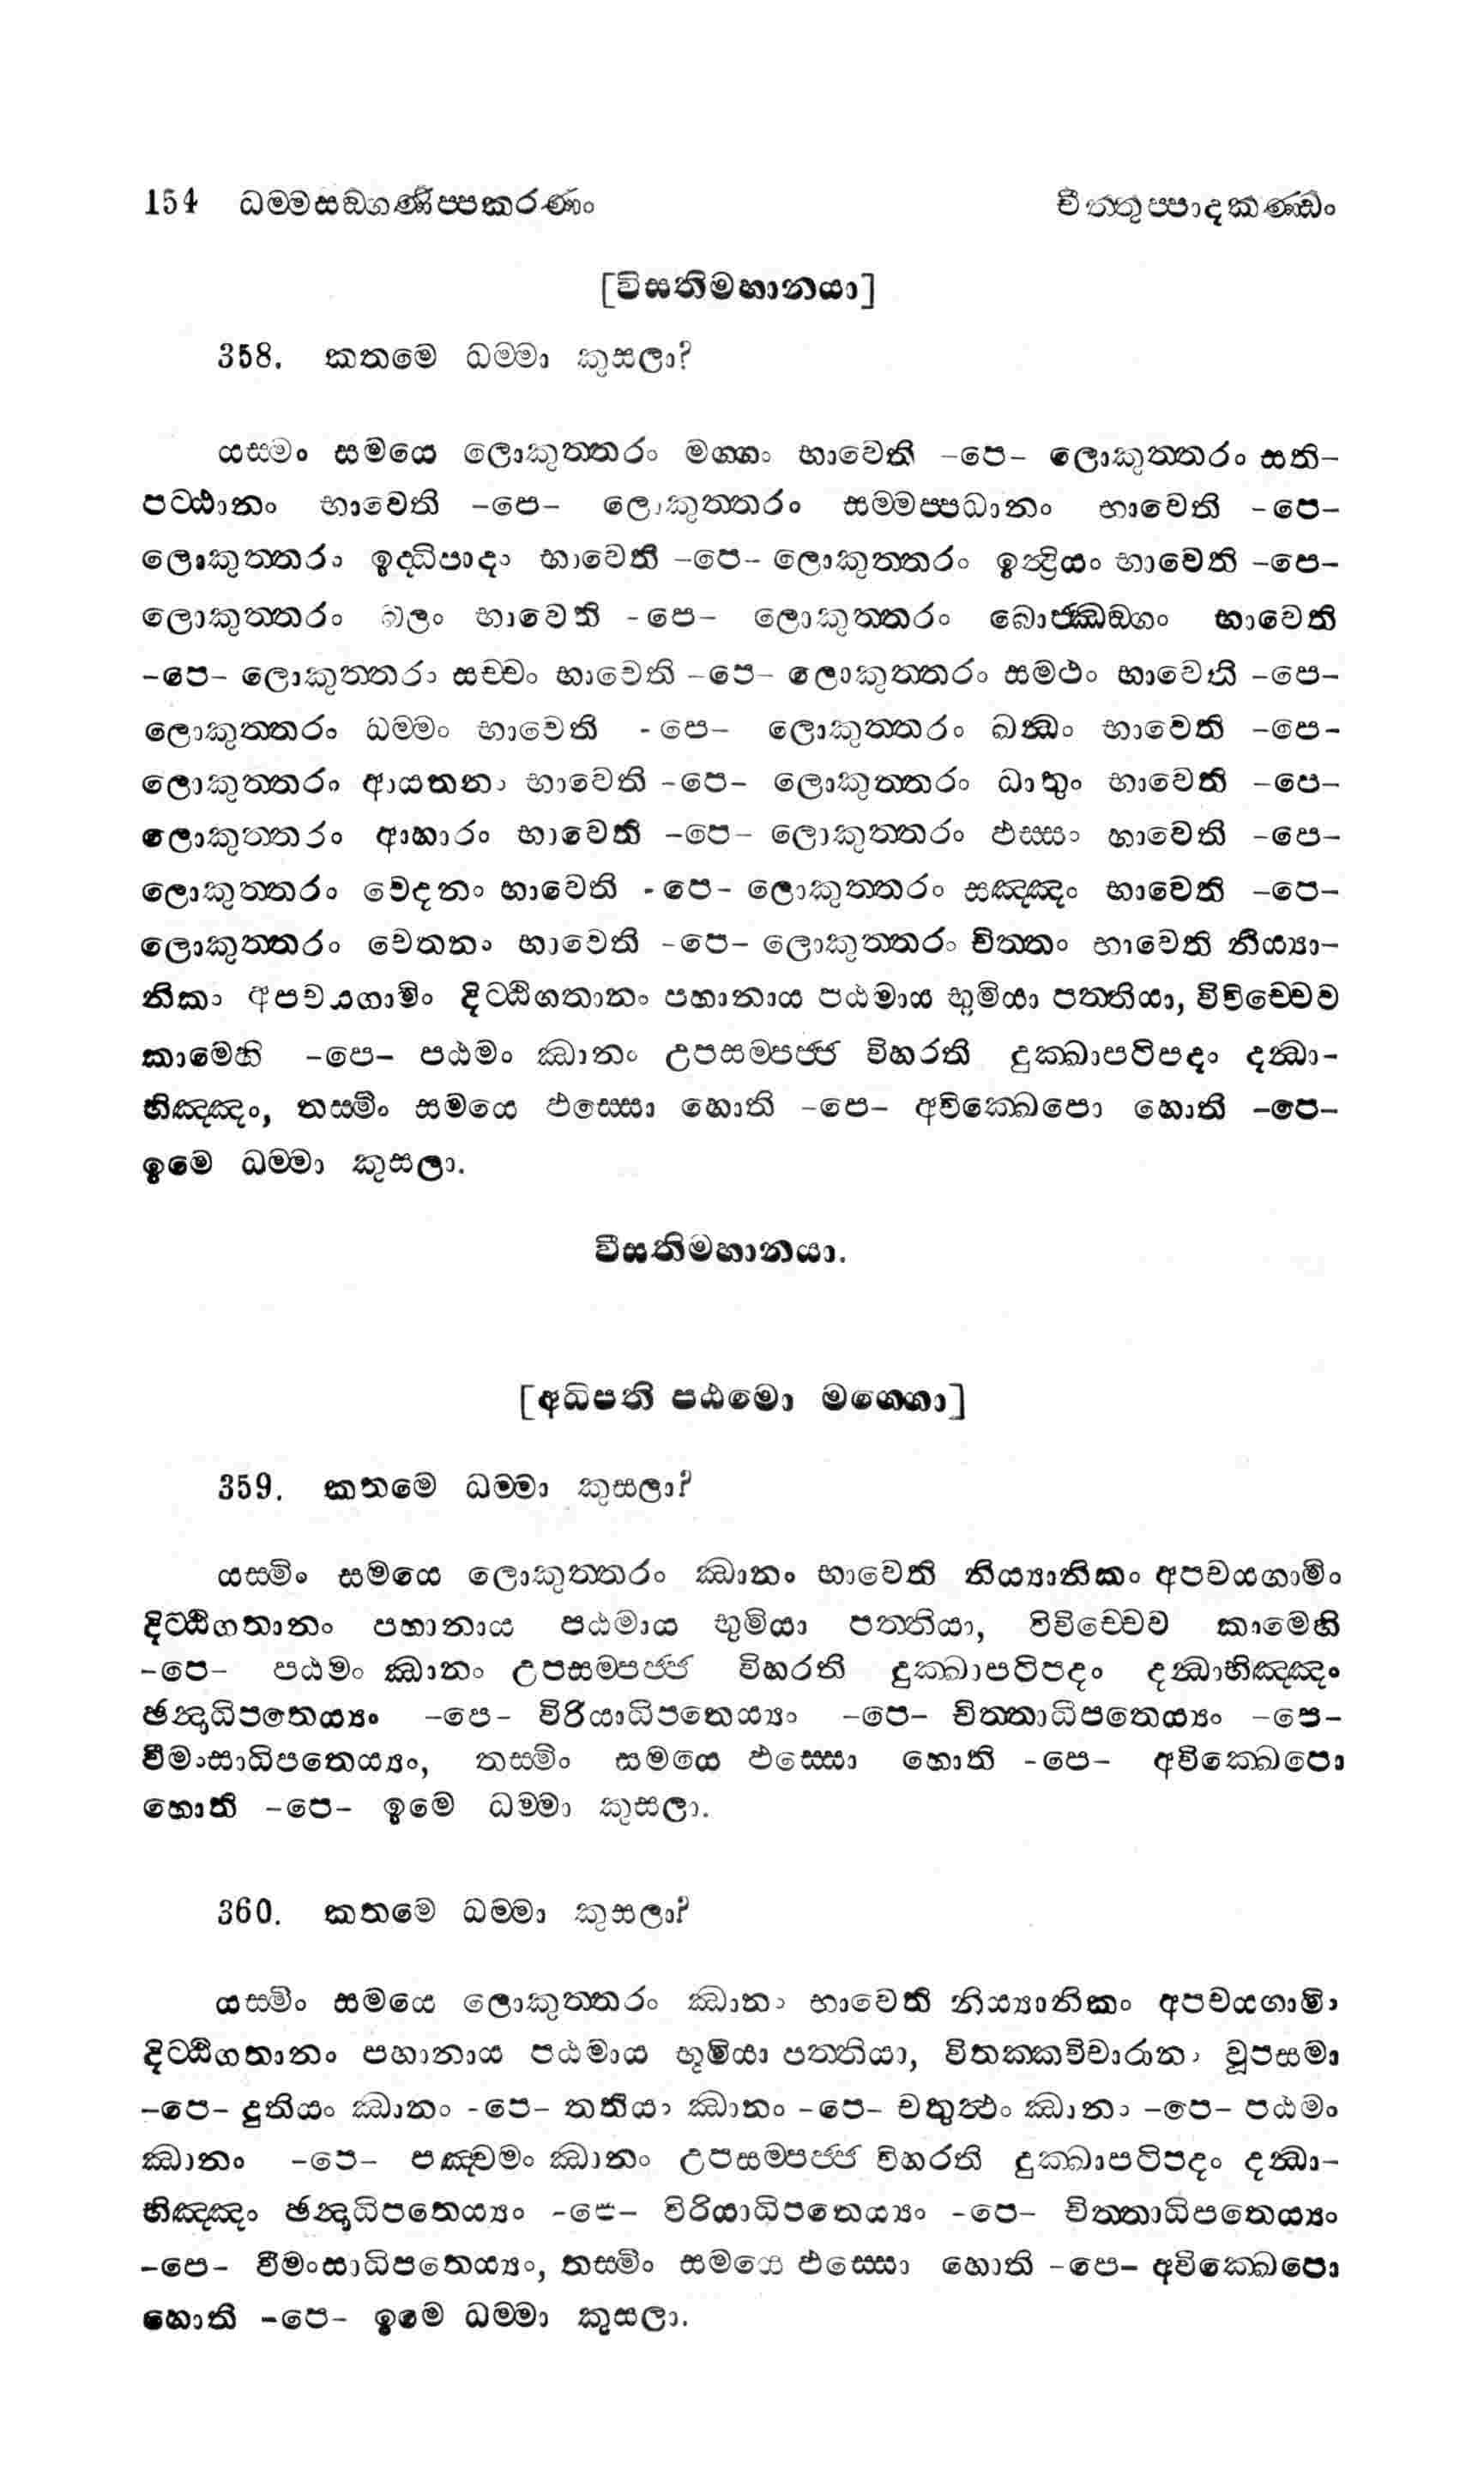 154 ධම්මසඞ්ගණිප්පකරණං චිත්තුප්පාදකණ්ඩං
[විසතිමහානයා]
358. කතමෙ ධම්මා කුසලා?
යස්මිං සමයෙ ලොකුත්තරං මග්ගං භාවෙති -පෙ- ලොකුත්තරං සති-
පට්ඨානං භාවෙති -පෙ- ලොකුත්තරං සම්මප්පධානං භාවෙති -පෙ-
ලොකුත්තරං ඉද්ධිපාදං භාවෙති -පෙ- ලොකුත්තරං ඉන්ද්‍රියං භාවෙති -පෙ-
ලොකුත්තරං බලං භාවෙති -පෙ- ලොකුත්තරං බොජ්ඣඞ්ගං භාවෙති
-පෙ- ලොකුත්තරං සච්චං භාවෙති -පෙ- ලොකුත්තරං සමථං භාවෙති -පෙ-
ලොකුත්තරං ධම්මං භාවෙති -පෙ- ලොකුත්තරං ඛන්ධං භාවෙති -පෙ-
ලොකුත්තරං ආයතනං භාවෙති -පෙ- ලොකුත්තරං ධාතුං භාවෙති -පෙ-
ලොකුත්තරං ආහාරං භාවෙති -පෙ- ලොකුත්තරං ඵස්සං භාවෙති -පෙ-
ලොකුත්තරං වෙදනං භාවෙති -පෙ- ලොකුත්තරං සඤ්ඤං භාවෙති -පෙ-
ලොකුත්තරං චෙතනං භාවෙති -පෙ- ලොකුත්තරං චිත්තං භාවෙති නීය්‍යා-
නිකං අපචයගාමිං දිට්ඨිගතානං පහානාය පඨමාය භූමියා පත්තියා, විවිච්චෙව
කාමෙහි -පෙ- පඨමං ඣානං උපසම්පජ්ජ විහරති දුක්ඛාපටිපදං දන්ධා-
භිඤ්ඤං, තස්මිං සමයෙ ඵස්සො හොති -පෙ- අවික්ඛෙපො හොති -පෙ-
ඉමෙ ධම්මා කුසලා.
වීසතිමහානයා.
[අධිපති පඨමො මග්ගො]
359. කතමෙ ධම්මා කුසලා?
යස්මිං සමයෙ ලොකුත්තරං ඣානං භාවෙති නිය්‍යානිකං අපචයගාමිං
දිට්ඨිගතානං පහානාය පඨමාය භූමියා පත්තියා, විවිච්චෙව කාමෙහි
-පෙ- පඨමං ඣානං උපසම්පජ්ජ විහරති දුක්ඛාපටිපදං දන්ධාභිඤ්ඤං
ඡන්දාධිපතෙය්‍යං -පෙ- විරියාධිපතෙය්‍යං -පෙ- චිත්තාධිපතෙය්‍යං -පෙ-
වීමංසාධිපතෙය්‍යං, තස්මිං සමයෙ ඵස්සො හොති -පෙ- අවික්ඛෙපො
හොති -පෙ- ඉමෙ ධම්මා කුසලා.
360. කතමෙ ධම්මා කුසලා?
යස්මිං සමයෙ ලොකුත්තරං ඣානං භාවෙති නිය්‍යානිකං අපචයගාමිං
දිට්ඨිගතානං පහානාය පඨමාය භූමියා පත්තියා, විතක්කවිචාරානං වූපසමා
-පෙ- දුතියං ඣානං -පෙ- තතියං ඣානං -පෙ- චතුත්ථං ඣානං -පෙ- පඨමං
ඣානං -පෙ- පඤ්චමං ඣානං උපසම්පජ්ජ විහරති දුක්ඛාපටිපදං දන්ධා-
භිඤ්ඤං ඡන්දාධිපතෙය්‍යං -පෙ- විරියාධිපතෙය්‍යං -පෙ- චිත්තාධිපතෙය්‍යං
-පෙ- වීමංසාධිපතෙය්‍යං, තස්මිං සමයෙ ඵස්සො හොති -පෙ- අවික්ඛෙපො
හොති -පෙ- ඉමෙ ධම්මා කුසලා.